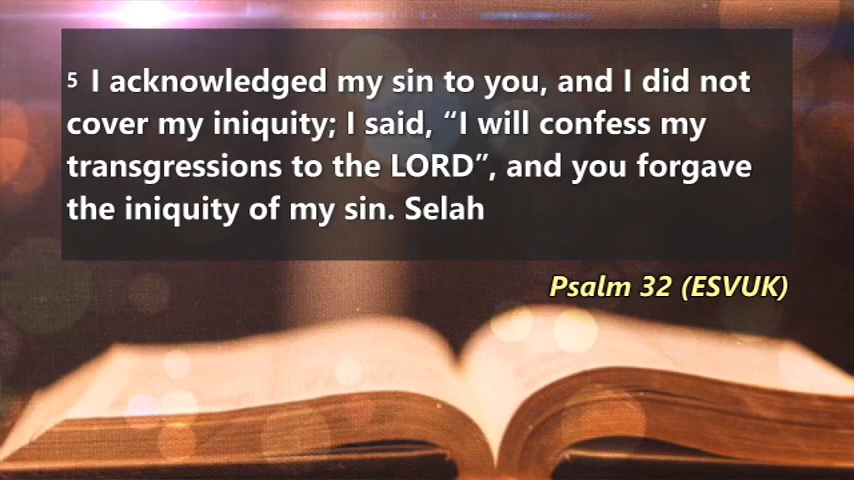 5 I acknowledged my sin to you, and I did not
cover my iniquity; I said, “I will confess my
transgressions to the LORD”, and you forgave
the iniquity of my sin. Selah
Psalm 32 (ESVUK)